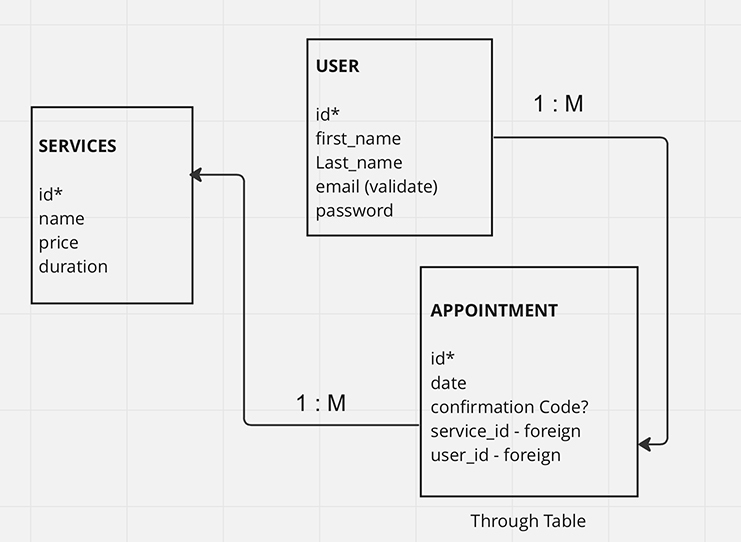 USER
id*
first_name
Last_name
email (validate)
password
1 : M
SERVICES
id*
name
price
duration
APPOINTMENT
id*
date
confirmation Code?
service_id - foreign
user_id - foreign
1 : M
Through Table